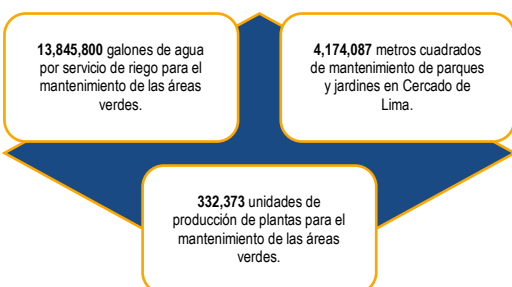 13,845,800 galones de agua
por servicio de riego para el
mantenimiento de las áreas
verdes.
4,174,087 metros cuadrados
de mantenimiento de parques
y jardines en Cercado de
Lima.
332,373 unidades de
producción de plantas para el
mantenimiento de las áreas
verdes.